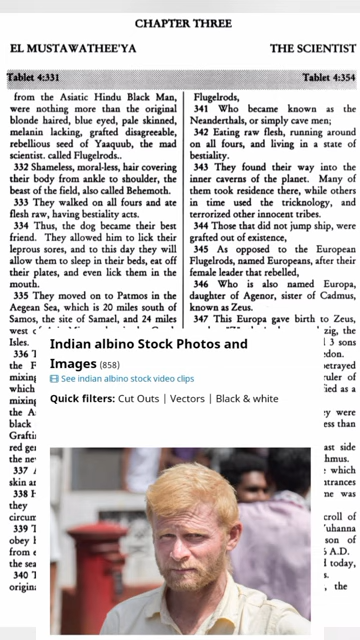 CHAPTER THREE
EL MUSTAWATHEE'YA THE SCIENTIST
Tablet 4:331 Tablet 4:354
from the Asiatic Hindu Black Man,
were nothing more than the original
blonde haired, blue eyed, pale skinned,
melanin lacking, grafted disagreeable,
rebellious seed of Yaaqub, the mad
scientist. called Flugelrods..
332 Shameless, moral-less, hair covering
their body from ankle to shoulder, the
beast of the field, also called Behemoth.
333 They walked on all fours and ate
flesh raw, having bestiality acts.
334 Thus, the dog became their best
friend. They allowed him to lick their
leprous sores, and to this day they will
allow them to sleep in their beds, eat off
their plates, and even lick them in the
mouth.
335 They moved on to Patmos in the
Aegean Sea, which is 20 miles south of
Samos, the site of Samuel, and 24 miles
west
Isles.
336
the F
mixing
which
mixing
the A
black
Grafti
red ge
the ne
337
skin a
338 H
they
circum
339 T
obey
from e
the sea
340 T
origin
Flugelrods,
341 Who became known as the
Neanderthals, or simply cave men;
342 Eating raw flesh, running around
on all fours, and living in a state of
bestiality.
343 They found their way into the
inner caverns of the planet. Many of
them took residence there, while others
in time used the tricknology, and
terrorized other innocent tribes.
344 Those that did not jump ship, were
grafted out of existence,
345 As opposed to the European
Flugelrods, named Europeans, after their
female leader that rebelled,
346 Who is also named Europa,
daughter of Agenor, sister of Cadmus,
known as Zeus.
347 This Europa gave birth to Zeus,
zig, the
3 sons
edon.
etrayed
ruler of
fied as a
ey were
less than
ast side
hmus.
which
ntrances
he was
croll of
Yuhanna
son of
A.D.
d today,
s.
, the
Indian albino Stock Photos and
Images (858)
See indian albino stock video clips
Quick filters: Cut Outs | Vectors | Black & white